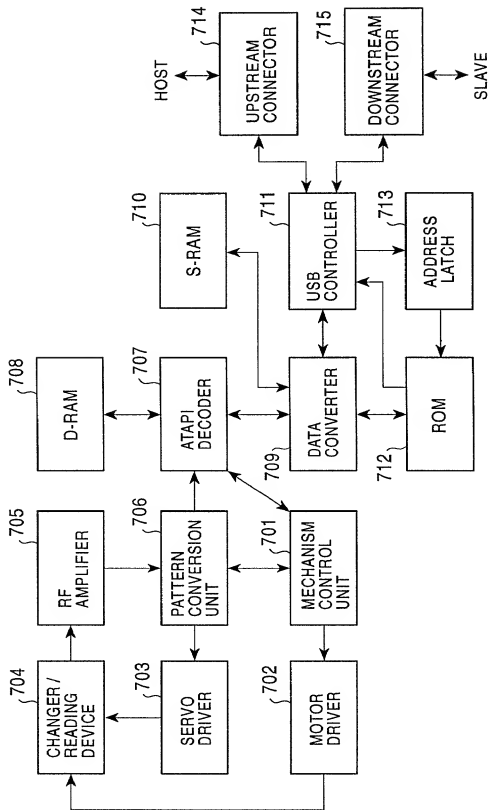 704
CHANGER/
READING
DEVICE
705
RF
AMPLIFIER
708
D-RAM
710
S-RAM
HOST
714
UPSTREAM
CONNECTOR
703
SERVO
DRIVER
706
PATTERN
CONVERSION
UNIT
707
ATAPI
DECODER
702
MOTOR
DRIVER
701
MECHANISM
CONTROL
UNIT
709
DATA
CONVERTER
711
USB
CONTROLLER
715
DOWNSTREAM
CONNECTOR
SLAVE
712
ROM
713
ADDRESS
LATCH